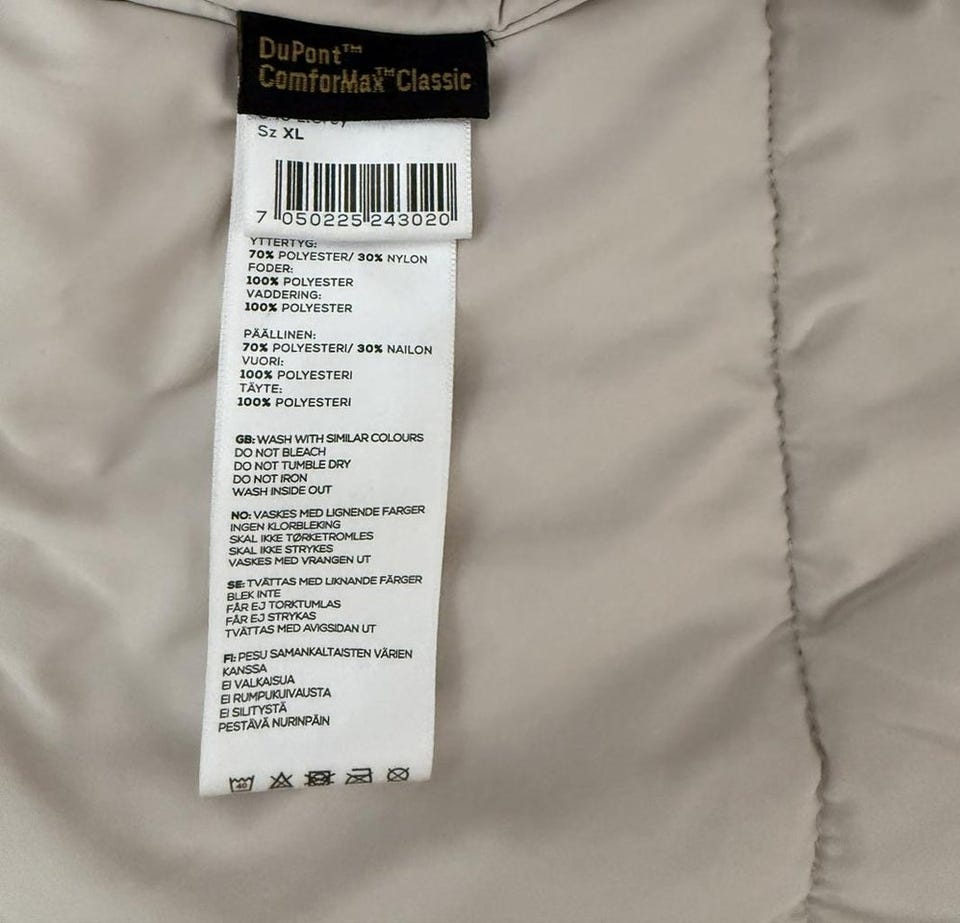 DuPont™
ComforMax™Classic
Sz XL
7 050225 243020
YTTERTYG:
70% POLYESTER/ 30% NYLON
FODER:
100% POLYESTER
VADDERING:
100% POLYESTER
PÄÄLLINEN:
70% POLYESTERI/ 30% NAILON
VUORI:
100% POLYESTERI
TÄYTE:
100% POLYESTERI
GB: WASH WITH SIMILAR COLOURS
DO NOT BLEACH
DO NOT TUMBLE DRY
DO NOT IRON
WASH INSIDE OUT
NO: VASKES MED LIGNENDE FARGER
INGEN KLORBLEKING
SKAL IKKE TØRKETROMLES
SKAL IKKE STRYKES
VASKES MED VRANGEN UT
SE: TVÄTTAS MED LIKNANDE FÄRGER
BLEK INTE
FÅR EJ TORKTUMLAS
FÅR EJ STRYKAS
TVÄTTAS MED AVIGSIDAN UT
FI: PESU SAMANKALTAISTEN VÄRIEN
KANSSA
EI VALKAISUA
EI RUMPUKUIVAUSTA
EI SILITYSTÄ
PESTÄVÄ NURINPÄIN
40